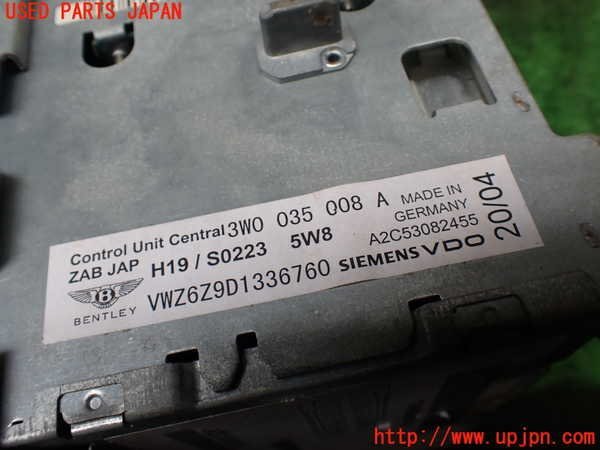 USED PARTS JAPAN
Control Unit Central 3W0 035 008 A MADE IN GERMANY 20/04
ZAB JAP H19 / S0223 5W8 A2C53082455
B
BENTLEY VWZ6Z9D1336760 SIEMENS VDO
http://www.upjpn.com/